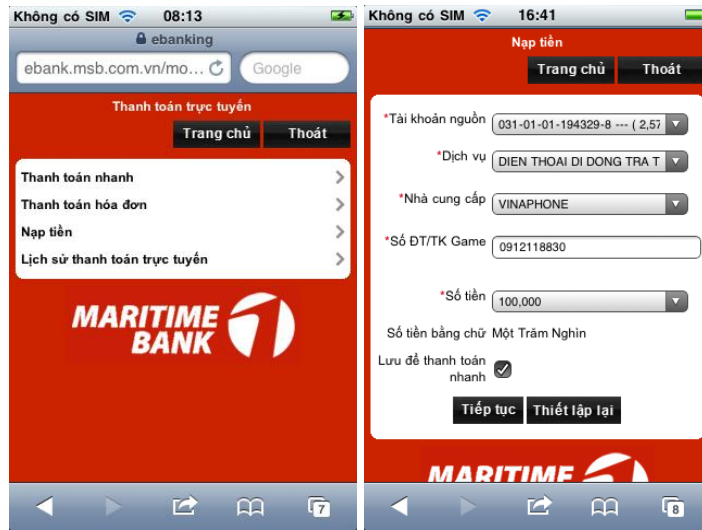 Không có SIM 08:13
ebanking
ebank.msb.com.vn/mo... Google
Thanh toán trực tuyến
Trang chủ Thoát
Thanh toán nhanh
Thanh toán hóa đơn
Nạp tiền
Lịch sử thanh toán trực tuyến
MARITIME
BANK
7
Không có SIM 16:41
Nạp tiền
Trang chủ Thoát
*Tài khoản nguồn 031-01-01-194329-8 --- ( 2,57
*Dịch vụ DIEN THOAI DI DONG TRA T
*Nhà cung cấp VINAPHONE
*Số ĐT/TK Game 0912118830
*Số tiền 100,000
Số tiền bằng chữ Một Trăm Nghìn
Lưu để thanh toán
nhanh
Tiếp tục Thiết lập lại
MARITIME
8